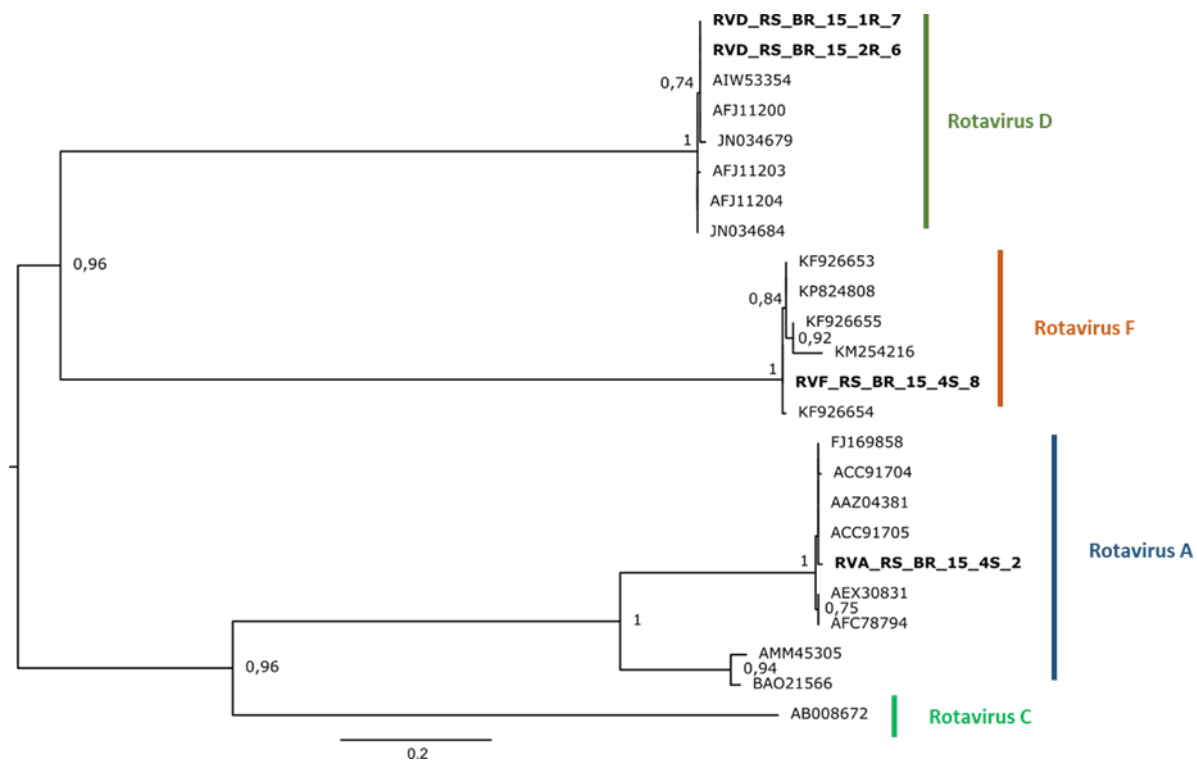 RVD_RS_BR_15_1R_7
RVD_RS_BR_15_2R_6
0,74
AIW53354
AFJ11200
Rotavirus D
1
JN034679
AFJ11203
AFJ11204
JN034684
0,96
KF926653
KP824808
0,84
KF926655
Rotavirus F
0,92
KM254216
1
RVF_RS_BR_15_4S_8
KF926654
FJ169858
ACC91704
AAZ04381
ACC91705
Rotavirus A
1
RVA_RS_BR_15_4S_2
AEX30831
0,75
AFC78794
1
AMM45305
0,96
0,94
BAO21566
AB008672
Rotavirus C
0.2